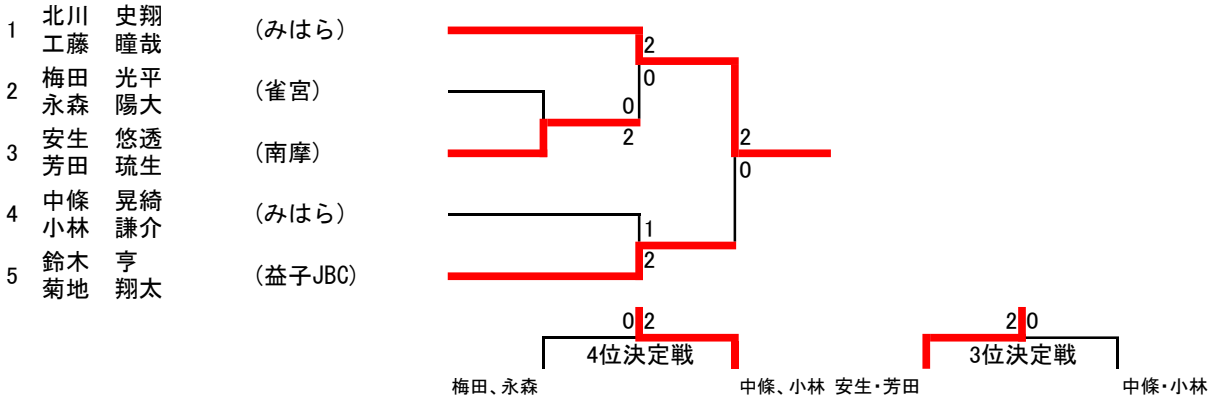 1 北川 史翔 (みはら)
工藤 瞳哉
2
0
2 梅田 光平 (雀宮)
永森 陽大
0
2
3 安生 悠透 (南摩)
芳田 琉生
2
0
4 中條 晃綺 (みはら)
小林 謙介
1
2
5 鈴木 亨 (益子JBC)
菊地 翔太
0 2
4位決定戦
梅田、永森 中條、小林
2 0
3位決定戦
安生・芳田 中條・小林